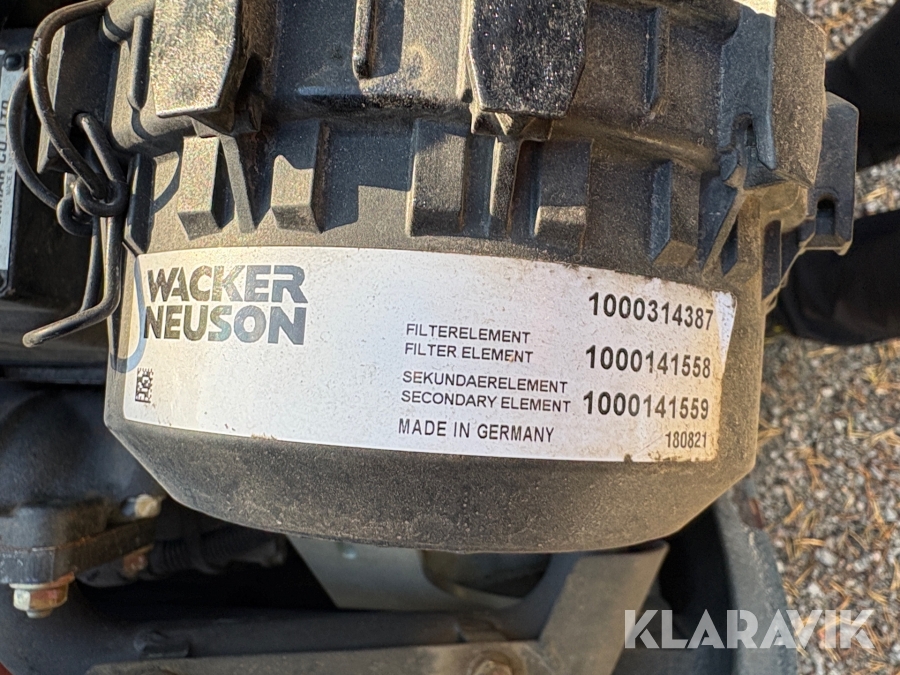 WACKER
NEUSON
1000314387
FILTERELEMENT
FILTER ELEMENT 1000141558
SEKUNDAERELEMENT
SECONDARY ELEMENT 1000141559
MADE IN GERMANY 180821
KLARAVIK